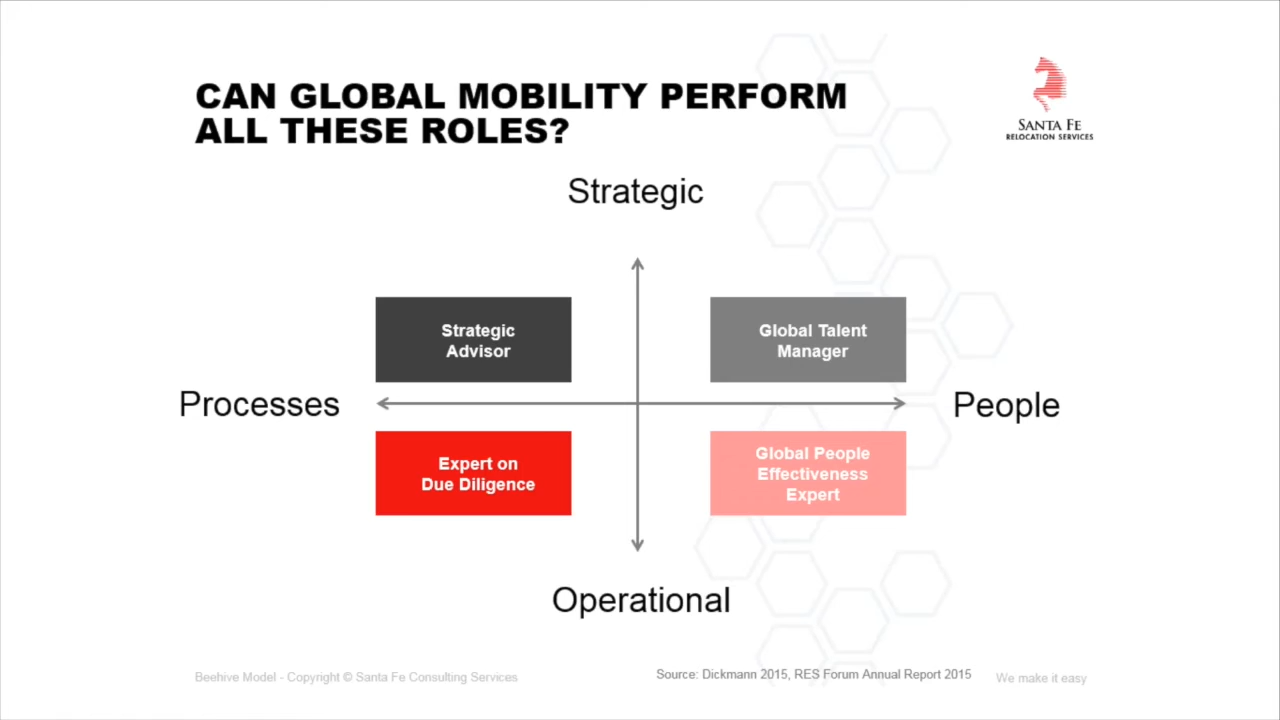 CAN GLOBAL MOBILITY PERFORM
ALL THESE ROLES?
SANTA FE
RELOCATION SERVICES
Strategic
Strategic
Advisor
Global Talent
Manager
Processes
People
Expert on
Due Diligence
Global People
Effectiveness
Expert
Operational
Beehive Model - Copyright © Santa Fe Consulting Services
Source: Dickmann 2015, RES Forum Annual Report 2015
We make it easy